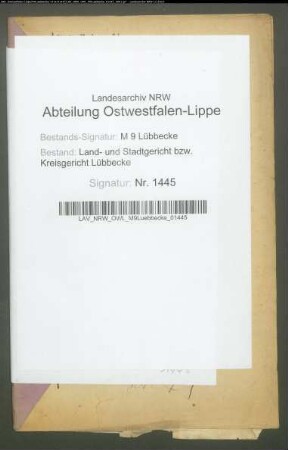 Landesarchiv NRW
Abteilung Ostwestfalen-Lippe
Bestands-Signatur: M 9 Lübbecke
Bestand: Land- und Stadtgericht bzw.
Kreisgericht Lübbecke
Signatur: Nr. 1445
LAV_NRW_OWL_M9Luebbecke_01445